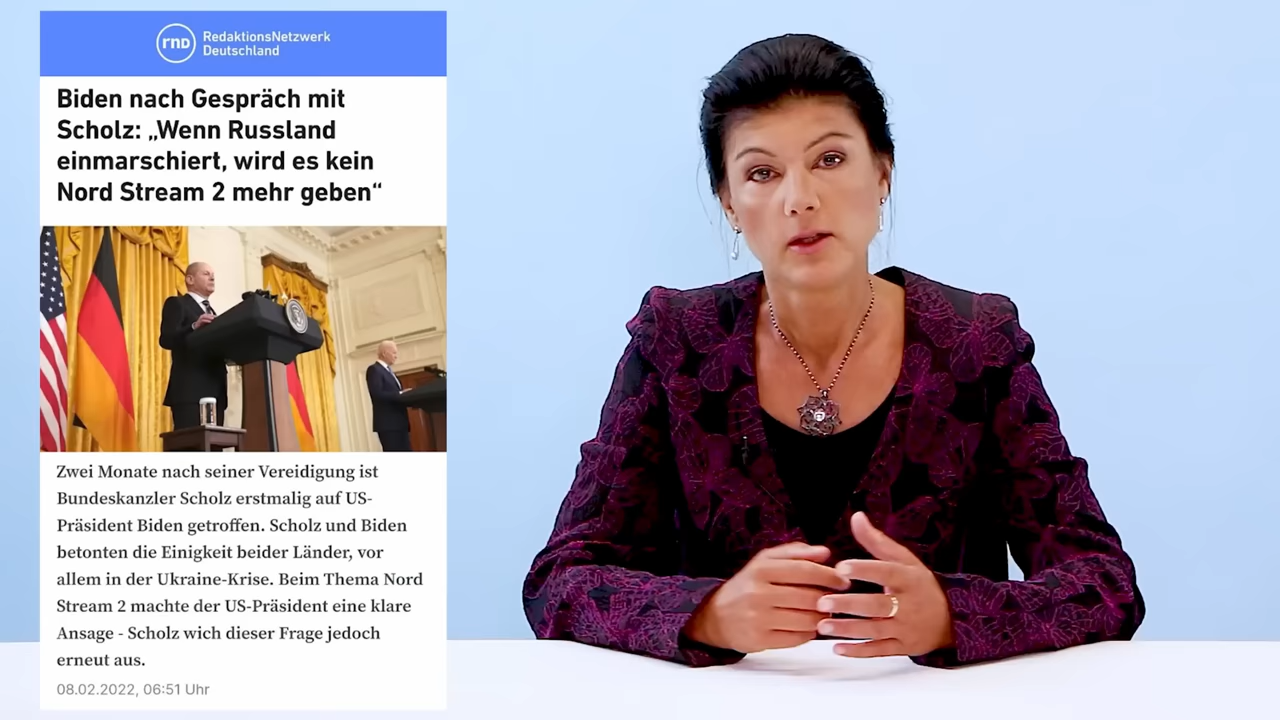 rnD RedaktionsNetzwerk
Deutschland
Biden nach Gespräch mit
Scholz: „Wenn Russland
einmarschiert, wird es kein
Nord Stream 2 mehr geben“
Zwei Monate nach seiner Vereidigung ist
Bundeskanzler Scholz erstmalig auf US-
Präsident Biden getroffen. Scholz und Biden
betonten die Einigkeit beider Länder, vor
allem in der Ukraine-Krise. Beim Thema Nord
Stream 2 machte der US-Präsident eine klare
Ansage - Scholz wich dieser Frage jedoch
erneut aus.
08.02.2022, 06:51 Uhr